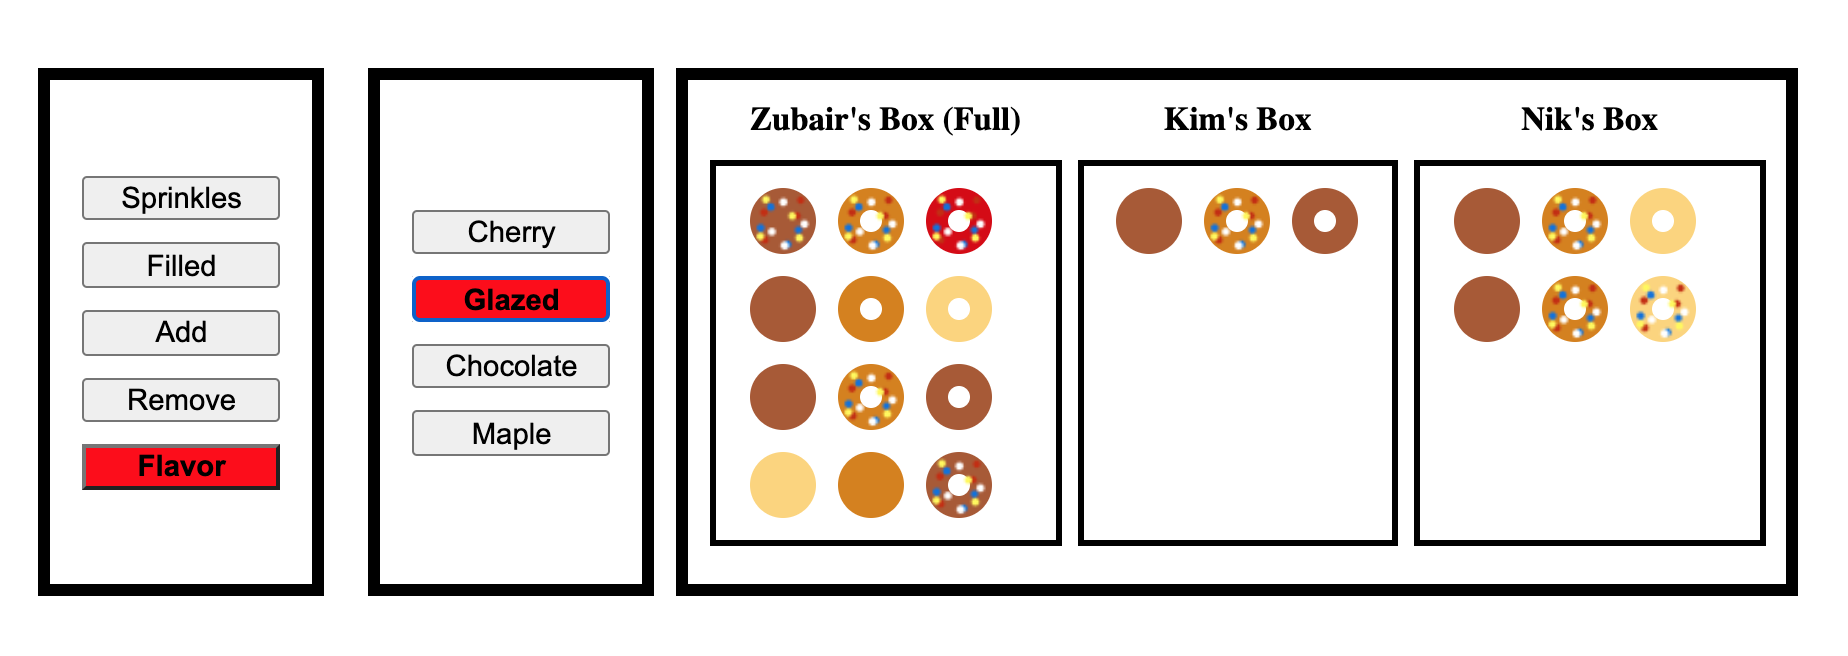 Sprinkles
Filled
Add
Remove
Flavor
Cherry
Glazed
Chocolate
Maple
Zubair's Box (Full)
Kim's Box
Nik's Box